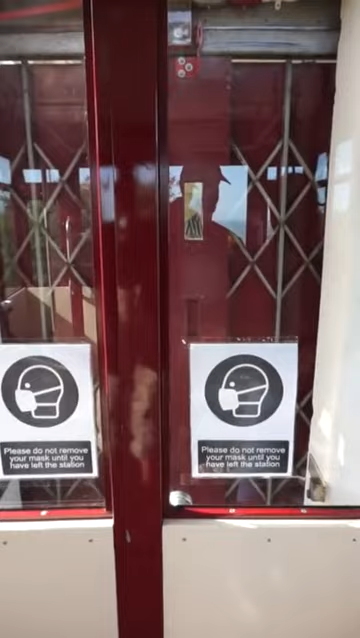 Please do not remove
your mask until you
have left the station
Please do not remove
your mask until you
have left the station